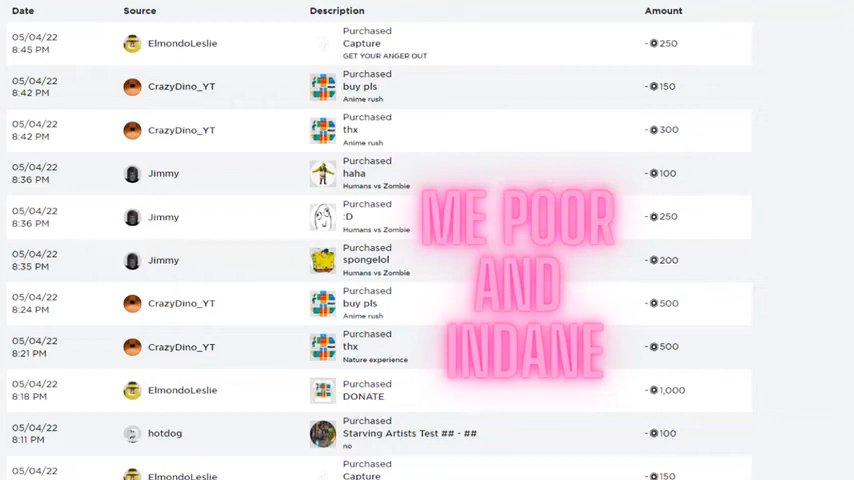 Date Source Description Amount
05/04/22 Purchased
8:45 PM ElmondoLeslie Capture -250
GET YOUR ANGER OUT
05/04/22 Purchased
8:42 PM CrazyDino_YT buy pls -150
Anime rush
05/04/22 Purchased
8:42 PM CrazyDino_YT thx -300
Anime rush
05/04/22 Purchased
8:36 PM Jimmy haha -100
Humans vs Zombie
05/04/22 Purchased
8:36 PM Jimmy :D -250
Humans vs Zombie
05/04/22 Purchased
8:35 PM Jimmy spongelol -200
Humans vs Zombie
05/04/22 Purchased
8:24 PM CrazyDino_YT buy pls -500
Anime rush
05/04/22 Purchased
8:21 PM CrazyDino_YT thx -500
Nature experience
05/04/22 Purchased
8:18 PM ElmondoLeslie DONATE -1,000
05/04/22 Purchased
8:11 PM hotdog Starving Artists Test ## - ## -100
no
05/04/22 Purchased
ElmondoLeslie Capture -150
ME POOR
AND
INDANE